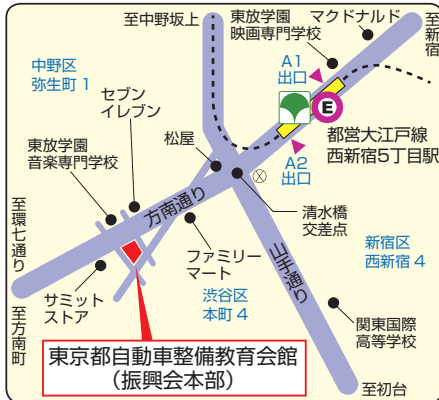 至中野坂上
東放学園
映画専門学校
マクドナルド
至新宿
中野区
弥生町1
A1
出口
セブン
イレブン
E
都営大江戸線
西新宿5丁目駅
松屋
東放学園
音楽専門学校
A2
出口
方南通り
清水橋
交差点
至環七通り
ファミリー
マート
山手通り
新宿区
西新宿4
渋谷区
本町4
サミット
ストア
至方南町
関東国際
高等学校
東京都自動車整備教育会館
(振興会本部)
至初台